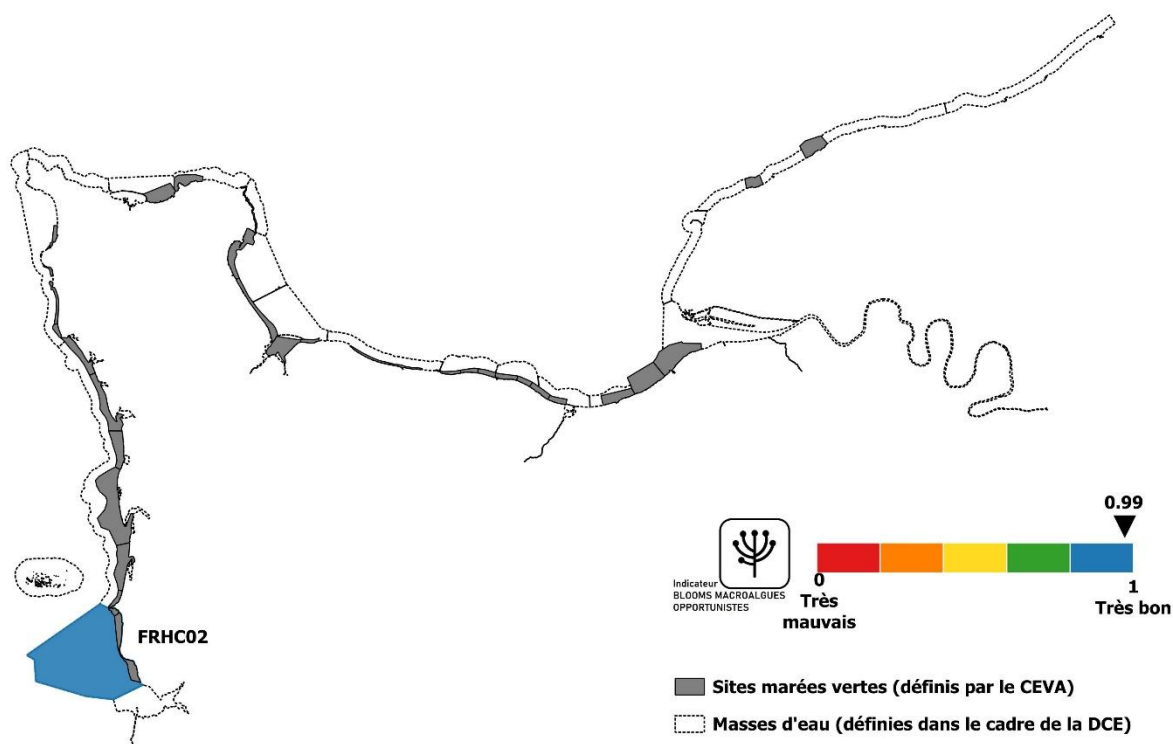 FRHC02
0.99
Indicateur
BLOOMS MACROALGUES
OPPORTUNISTES
0
Très
mauvais
1
Très bon
Sites marées vertes (définis par le CEVA)
Masses d'eau (définies dans le cadre de la DCE)